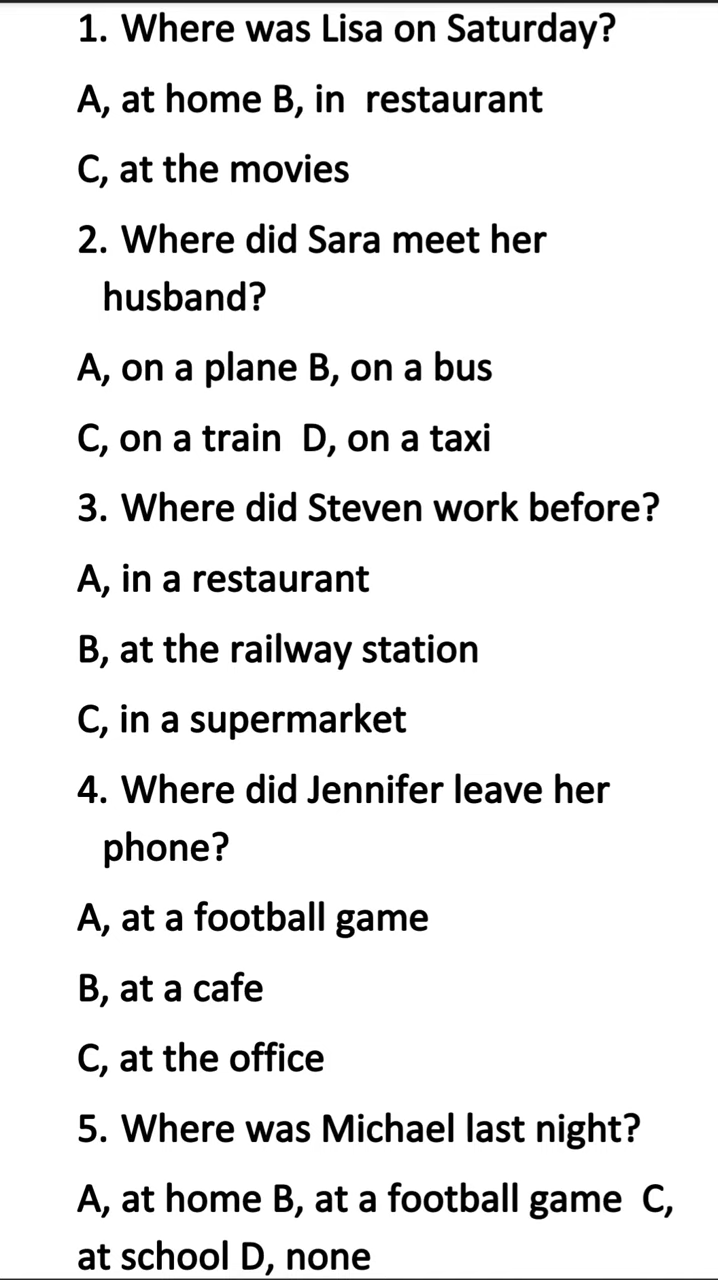 1. Where was Lisa on Saturday?
A, at home B, in  restaurant
C, at the movies
2. Where did Sara meet her
husband?
A, on a plane B, on a bus
C, on a train  D, on a taxi
3. Where did Steven work before?
A, in a restaurant
B, at the railway station
C, in a supermarket
4. Where did Jennifer leave her
phone?
A, at a football game
B, at a cafe
C, at the office
5. Where was Michael last night?
A, at home B, at a football game  C,
at school D, none